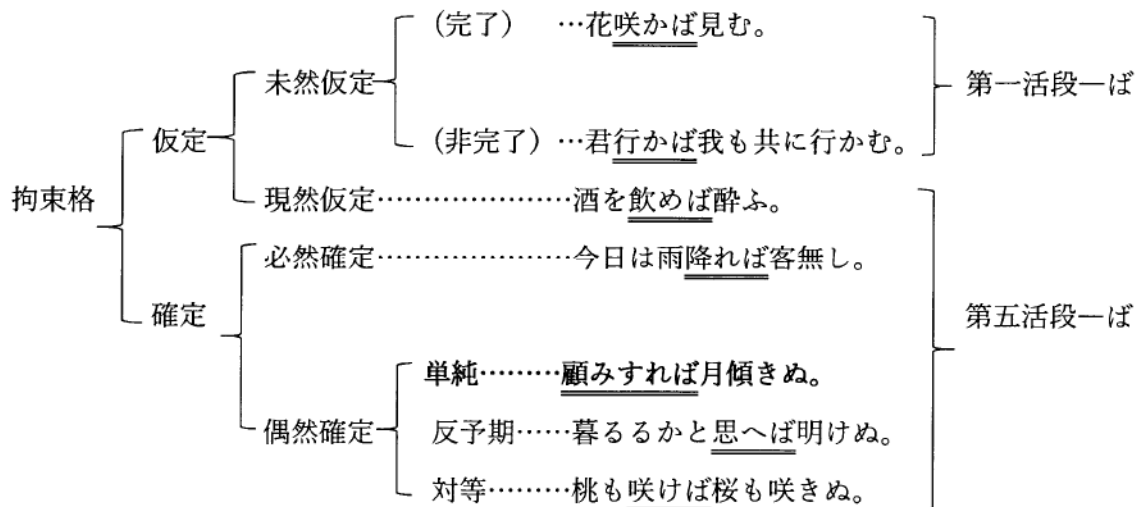 (完了) …花咲かば見む。
未然仮定 第一活段―ば
仮定 (非完了) …君行かば我も共に行かむ。
拘束格 現然仮定…………………酒を飲めば酔ふ。
必然確定…………………今日は雨降れば客無し。
確定 第五活段―ば
単純………顧みすれば月傾きぬ。
偶然確定 反予期……暮るるかと思へば明けぬ。
対等………桃も咲けば桜も咲きぬ。